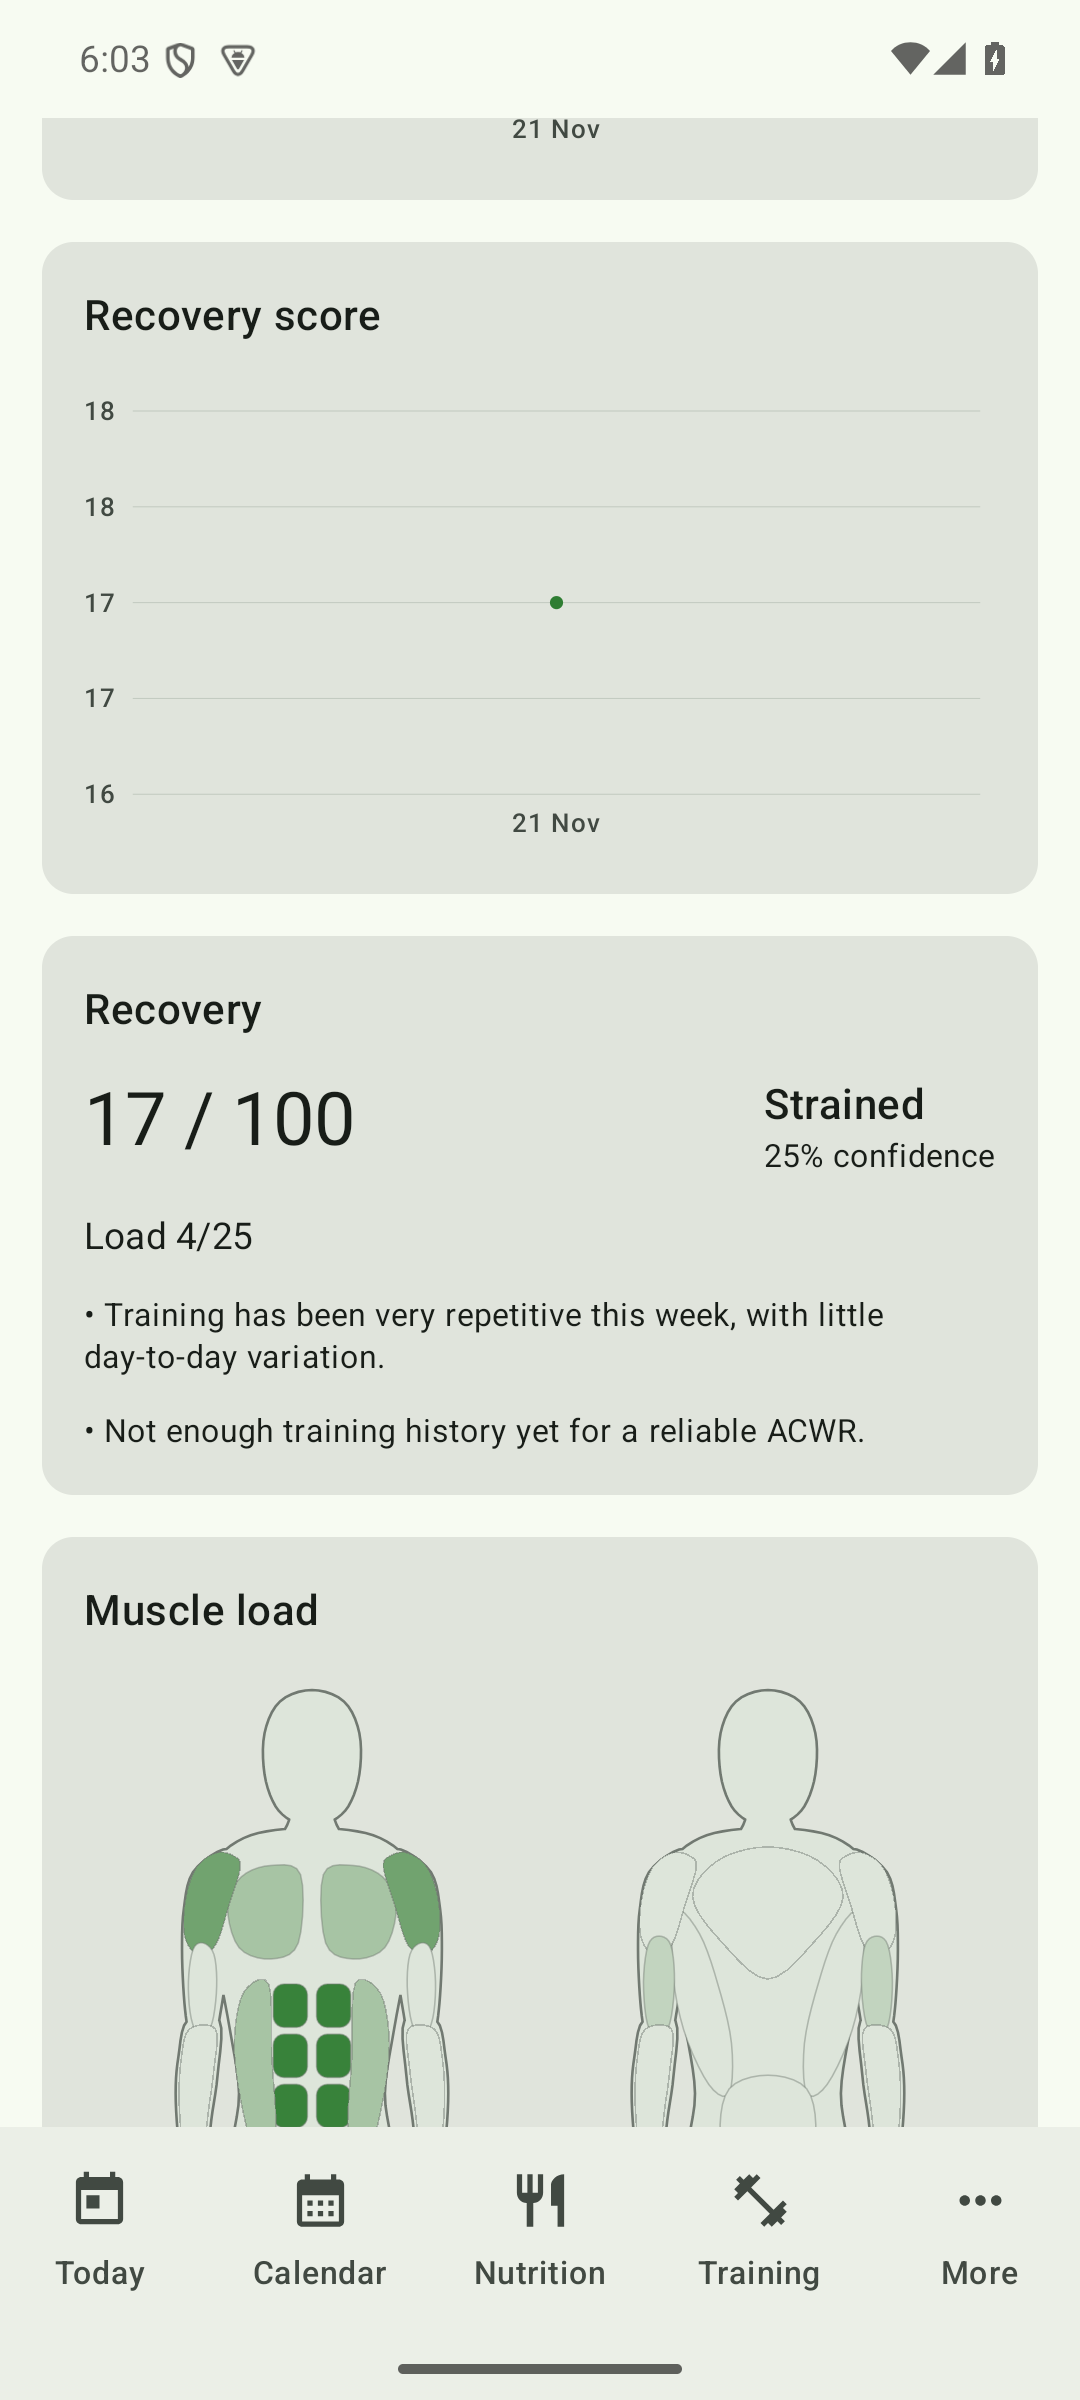 6:03
21 Nov
Recovery score
18
18
17
17
16
21 Nov
Recovery
17 / 100
Strained
25% confidence
Load 4/25
• Training has been very repetitive this week, with little
day-to-day variation.
• Not enough training history yet for a reliable ACWR.
Muscle load
Today
Calendar
Nutrition
Training
More